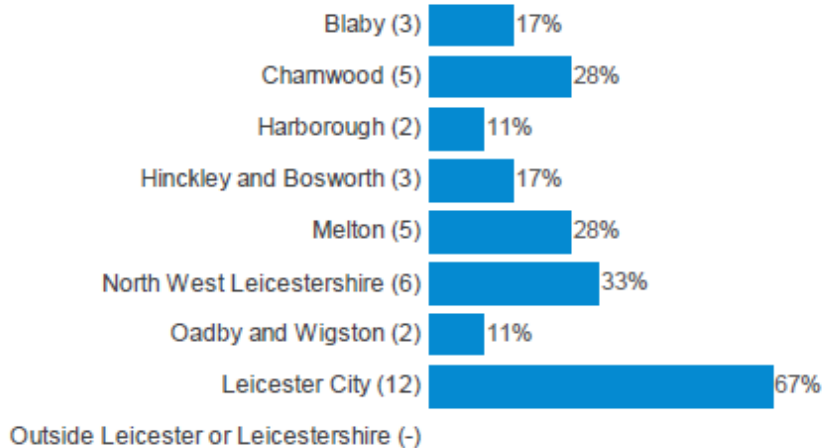 Blaby (3) 17%
Charnwood (5) 28%
Harborough (2) 11%
Hinckley and Bosworth (3) 17%
Melton (5) 28%
North West Leicestershire (6) 33%
Oadby and Wigston (2) 11%
Leicester City (12) 67%
Outside Leicester or Leicestershire (-)